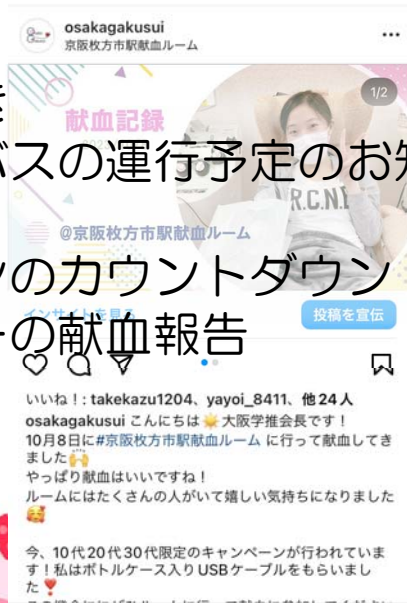 osakagakusui
京阪枚方市駅献血ルーム
1/2
献血記録
バスの運行予定のお知
@京阪枚方市駅献血ルーム
R.C.N.I
ンのカウントダウン
インサイトを見る
投稿を宣伝
ーの献血報告
いいね！: takekazu1204、yayoi_8411、他24人
osakagakusui こんにちは☀️大阪学推会長です！
10月8日に#京阪枚方市駅献血ルーム に行って献血してき
ました🙌
やっぱり献血はいいですね！
ルームにはたくさんの人がいて嬉しい気持ちになりました
🥰
今、10代20代30代限定のキャンペーンが行われていま
す！私はボトルケース入りUSBケーブルをもらいまし
た❣️